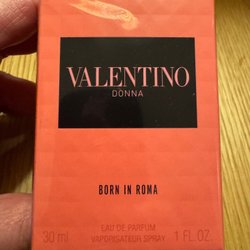 VALENTINO
DONNA
BORN IN ROMA
EAU DE PARFUM
30 ml VAPORISATEUR SPRAY 1 FL.OZ.